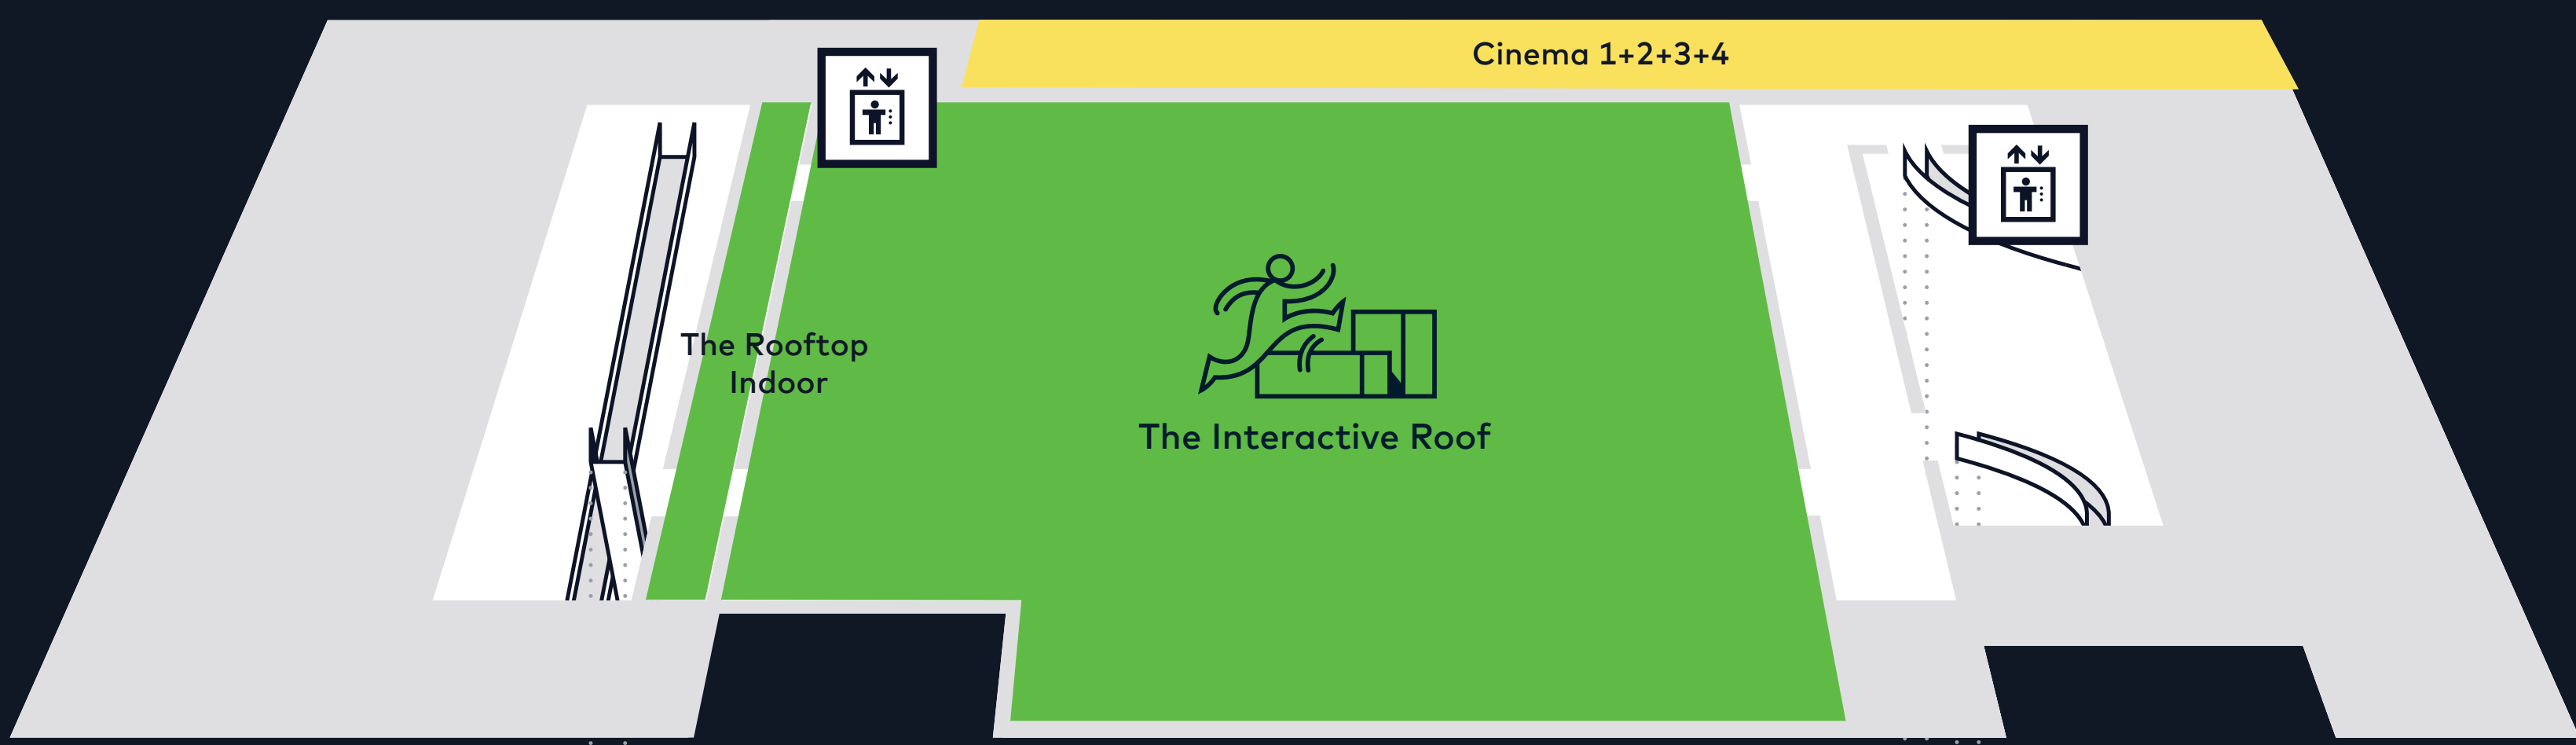 Cinema 1+2+3+4
The Rooftop
Indoor
The Interactive Roof